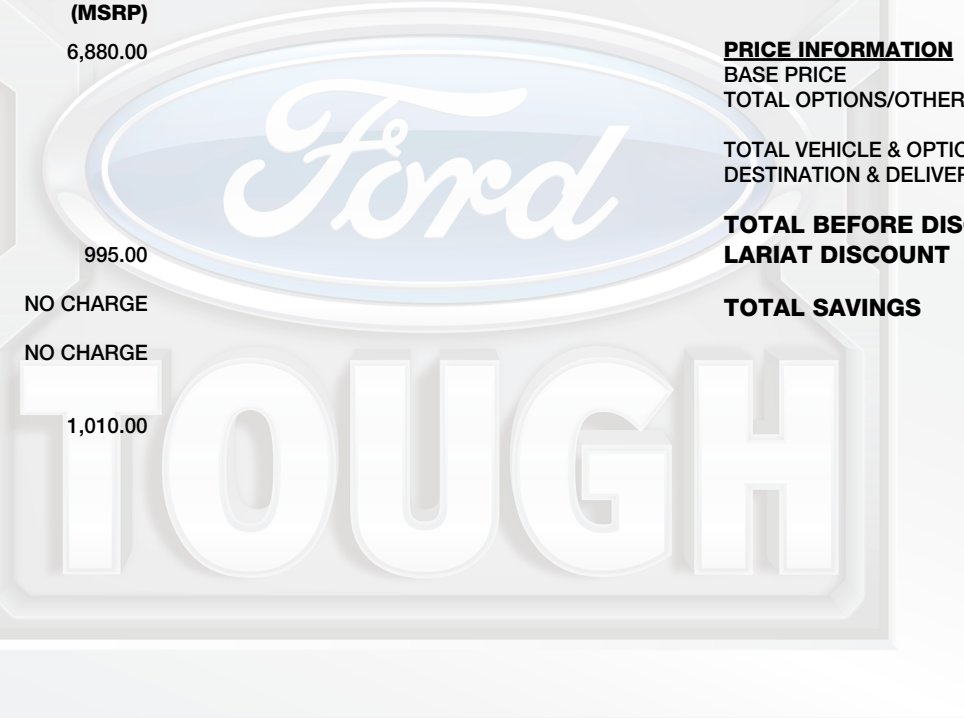 (MSRP)
6,880.00
995.00
NO CHARGE
NO CHARGE
1,010.00
PRICE INFORMATION
BASE PRICE
TOTAL OPTIONS/OTHER
TOTAL VEHICLE & OPTIO
DESTINATION & DELIVER
TOTAL BEFORE DIS
LARIAT DISCOUNT
TOTAL SAVINGS
Ford
TOUGH